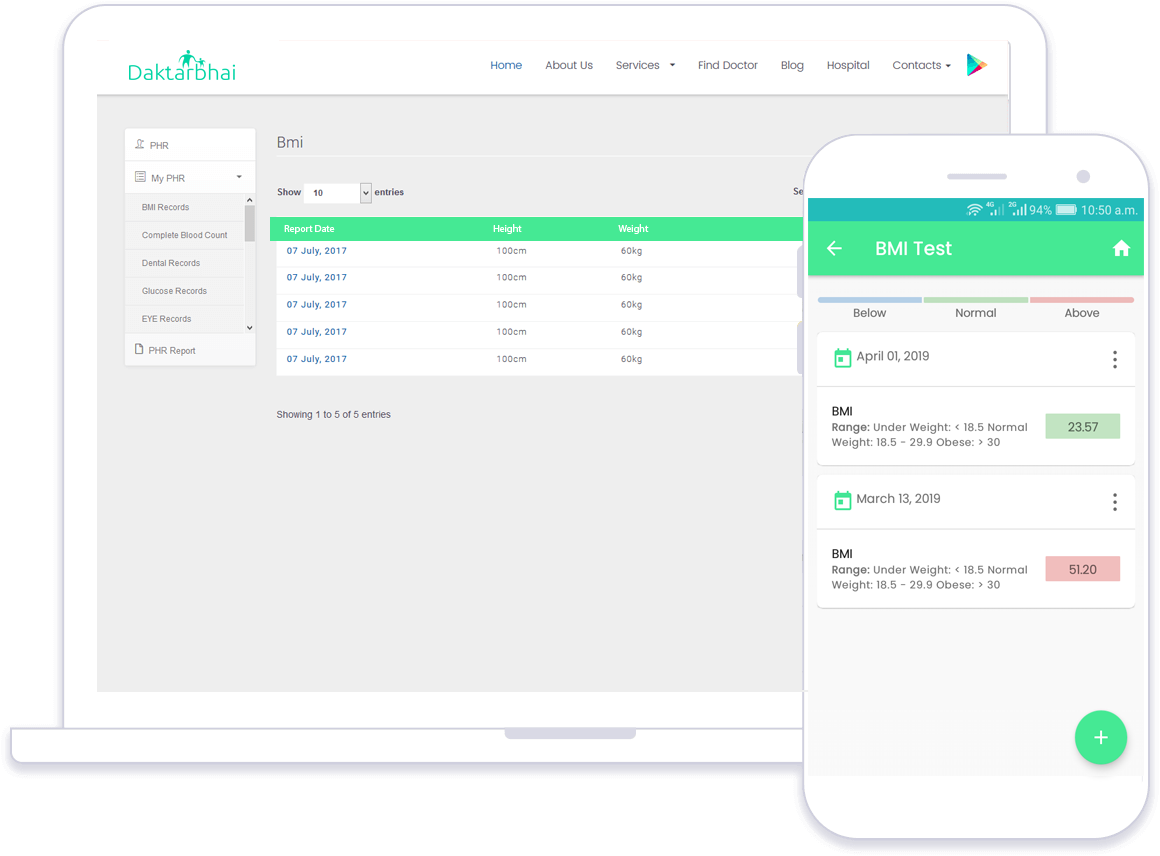 Daktarbhai
Home About Us Services Find Doctor Blog Hospital Contacts
PHR
My PHR
BMI Records
Complete Blood Count
Dental Records
Glucose Records
EYE Records
PHR Report
Bmi
Show 10 entries
Se
Report Date Height Weight
07 July, 2017 100cm 60kg
07 July, 2017 100cm 60kg
07 July, 2017 100cm 60kg
07 July, 2017 100cm 60kg
07 July, 2017 100cm 60kg
Showing 1 to 5 of 5 entries
4G 2G 94% 10:50 a.m.
BMI Test
Below Normal Above
April 01, 2019
BMI
Range: Under Weight: < 18.5 Normal
Weight: 18.5 - 29.9 Obese: > 30
23.57
March 13, 2019
BMI
Range: Under Weight: < 18.5 Normal
Weight: 18.5 - 29.9 Obese: > 30
51.20